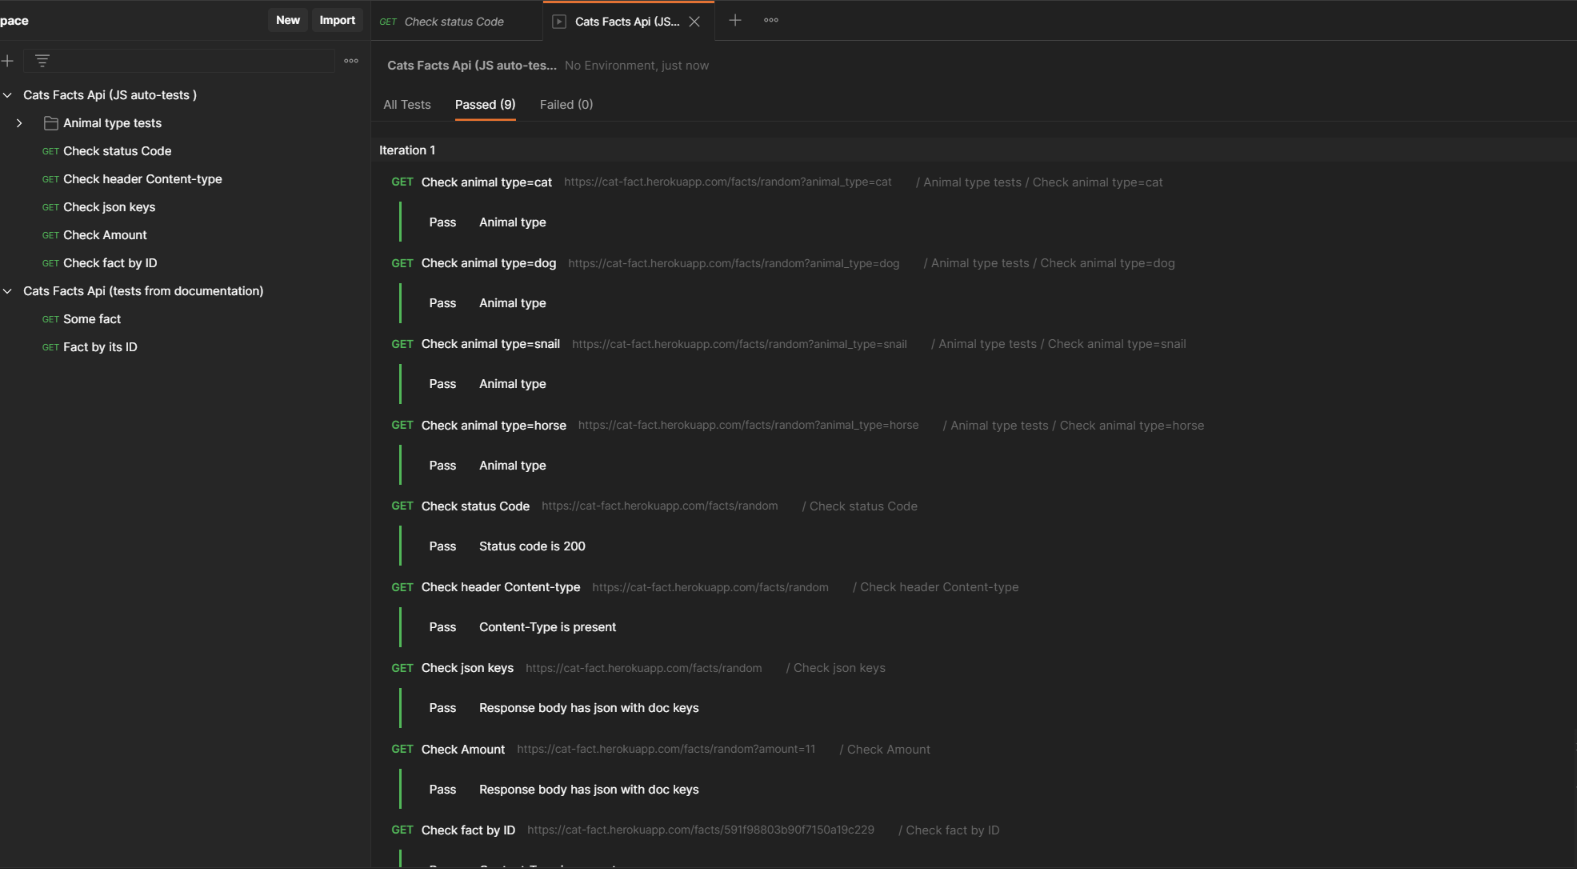 pace New Import
GET Check status Code Cats Facts Api (JS...
Cats Facts Api (JS auto-tes... No Environment, just now
All Tests Passed (9) Failed (0)
Cats Facts Api (JS auto-tests )
Animal type tests
GET Check status Code
GET Check header Content-type
GET Check json keys
GET Check Amount
GET Check fact by ID
Cats Facts Api (tests from documentation)
GET Some fact
GET Fact by its ID
Iteration 1
GET Check animal type=cat https://cat-fact.herokuapp.com/facts/random?animal_type=cat / Animal type tests / Check animal type=cat
Pass Animal type
GET Check animal type=dog https://cat-fact.herokuapp.com/facts/random?animal_type=dog / Animal type tests / Check animal type=dog
Pass Animal type
GET Check animal type=snail https://cat-fact.herokuapp.com/facts/random?animal_type=snail / Animal type tests / Check animal type=snail
Pass Animal type
GET Check animal type=horse https://cat-fact.herokuapp.com/facts/random?animal_type=horse / Animal type tests / Check animal type=horse
Pass Animal type
GET Check status Code https://cat-fact.herokuapp.com/facts/random / Check status Code
Pass Status code is 200
GET Check header Content-type https://cat-fact.herokuapp.com/facts/random / Check header Content-type
Pass Content-Type is present
GET Check json keys https://cat-fact.herokuapp.com/facts/random / Check json keys
Pass Response body has json with doc keys
GET Check Amount https://cat-fact.herokuapp.com/facts/random?amount=11 / Check Amount
Pass Response body has json with doc keys
GET Check fact by ID https://cat-fact.herokuapp.com/facts/591f98803b90f7150a19c229 / Check fact by ID